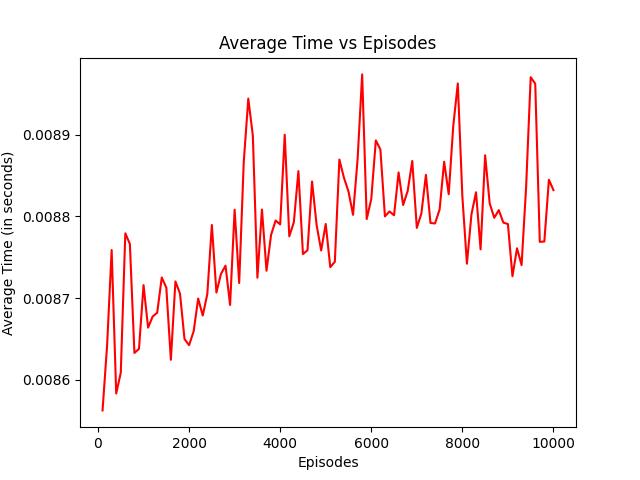 Average Time vs Episodes
Average Time (in seconds)
0.0089
0.0088
0.0087
0.0086
0 2000 4000 6000 8000 10000
Episodes